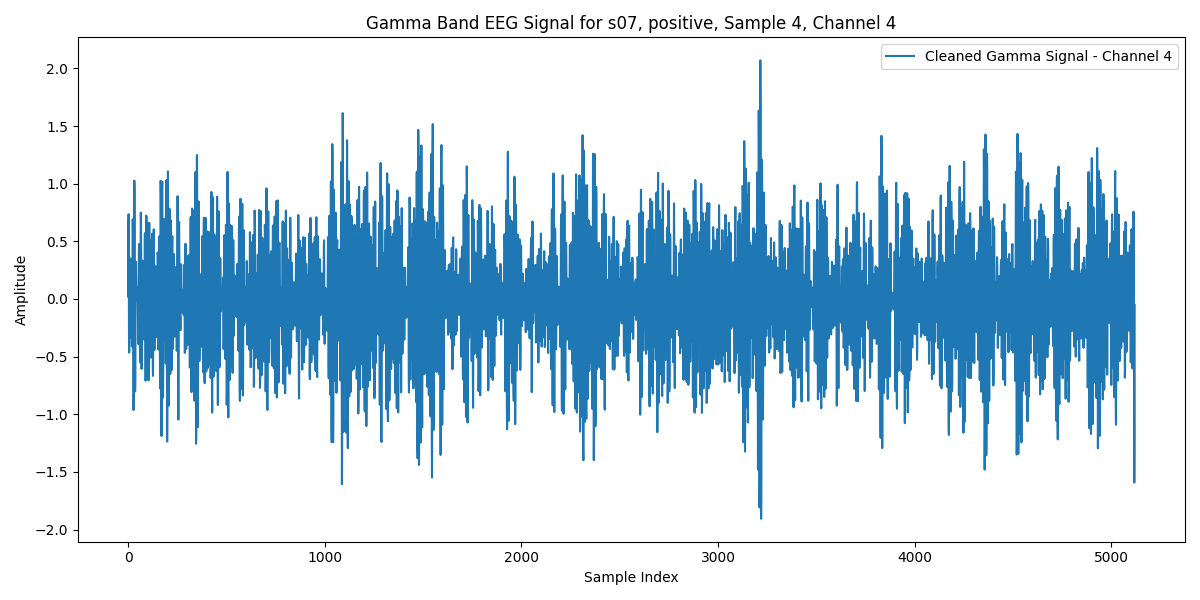 Gamma Band EEG Signal for s07, positive, Sample 4, Channel 4
Cleaned Gamma Signal - Channel 4
Amplitude
2.0
1.5
1.0
0.5
0.0
−0.5
−1.0
−1.5
−2.0
0 1000 2000 3000 4000 5000
Sample Index